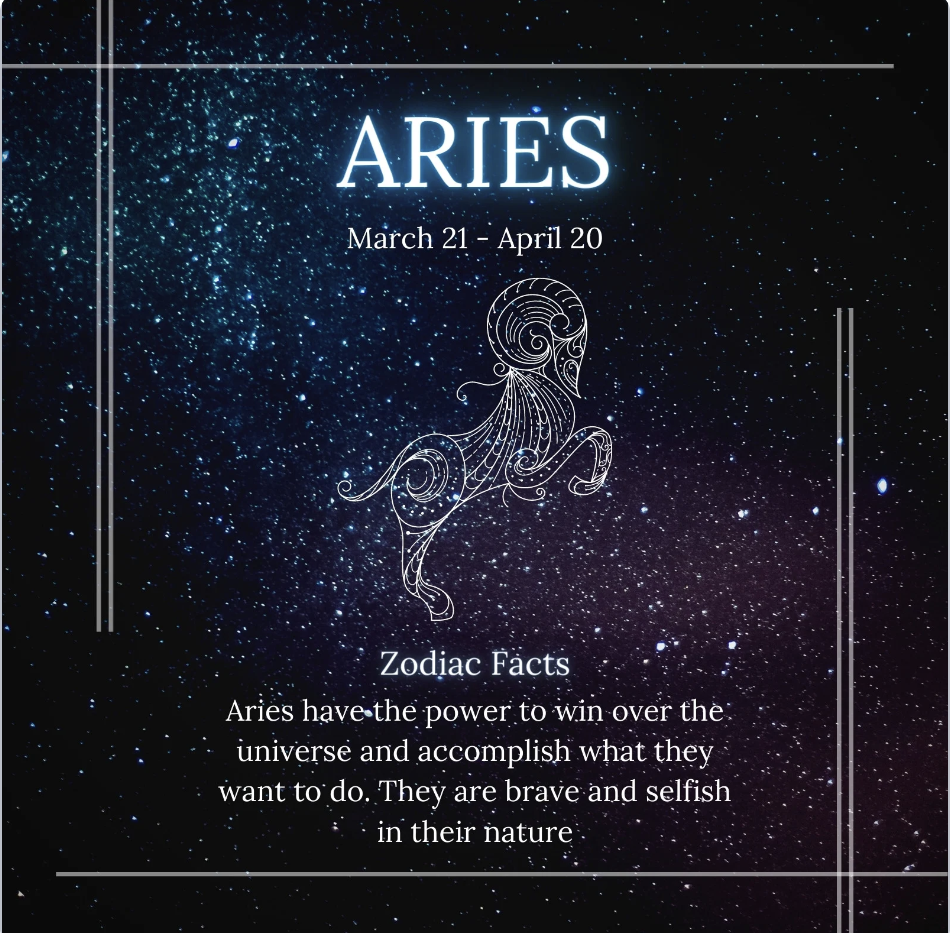 ARIES
March 21 - April 20
Zodiac Facts
Aries have the power to win over the
universe and accomplish what they
want to do. They are brave and selfish
in their nature